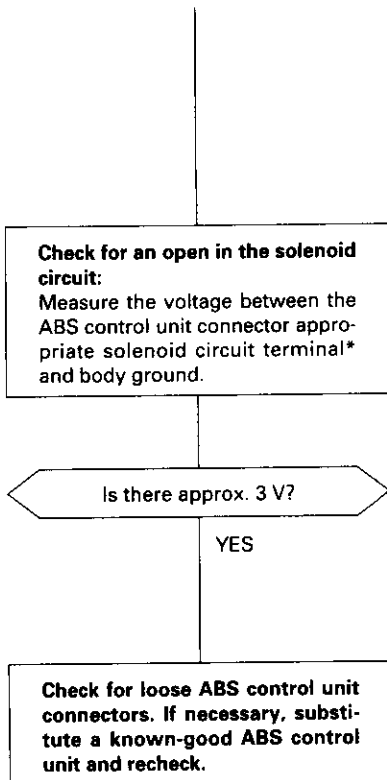 Check for an open in the solenoid
circuit:
Measure the voltage between the
ABS control unit connector appro-
priate solenoid circuit terminal*
and body ground.
Is there approx. 3 V?
YES
Check for loose ABS control unit
connectors. If necessary, substi-
tute a known-good ABS control
unit and recheck.